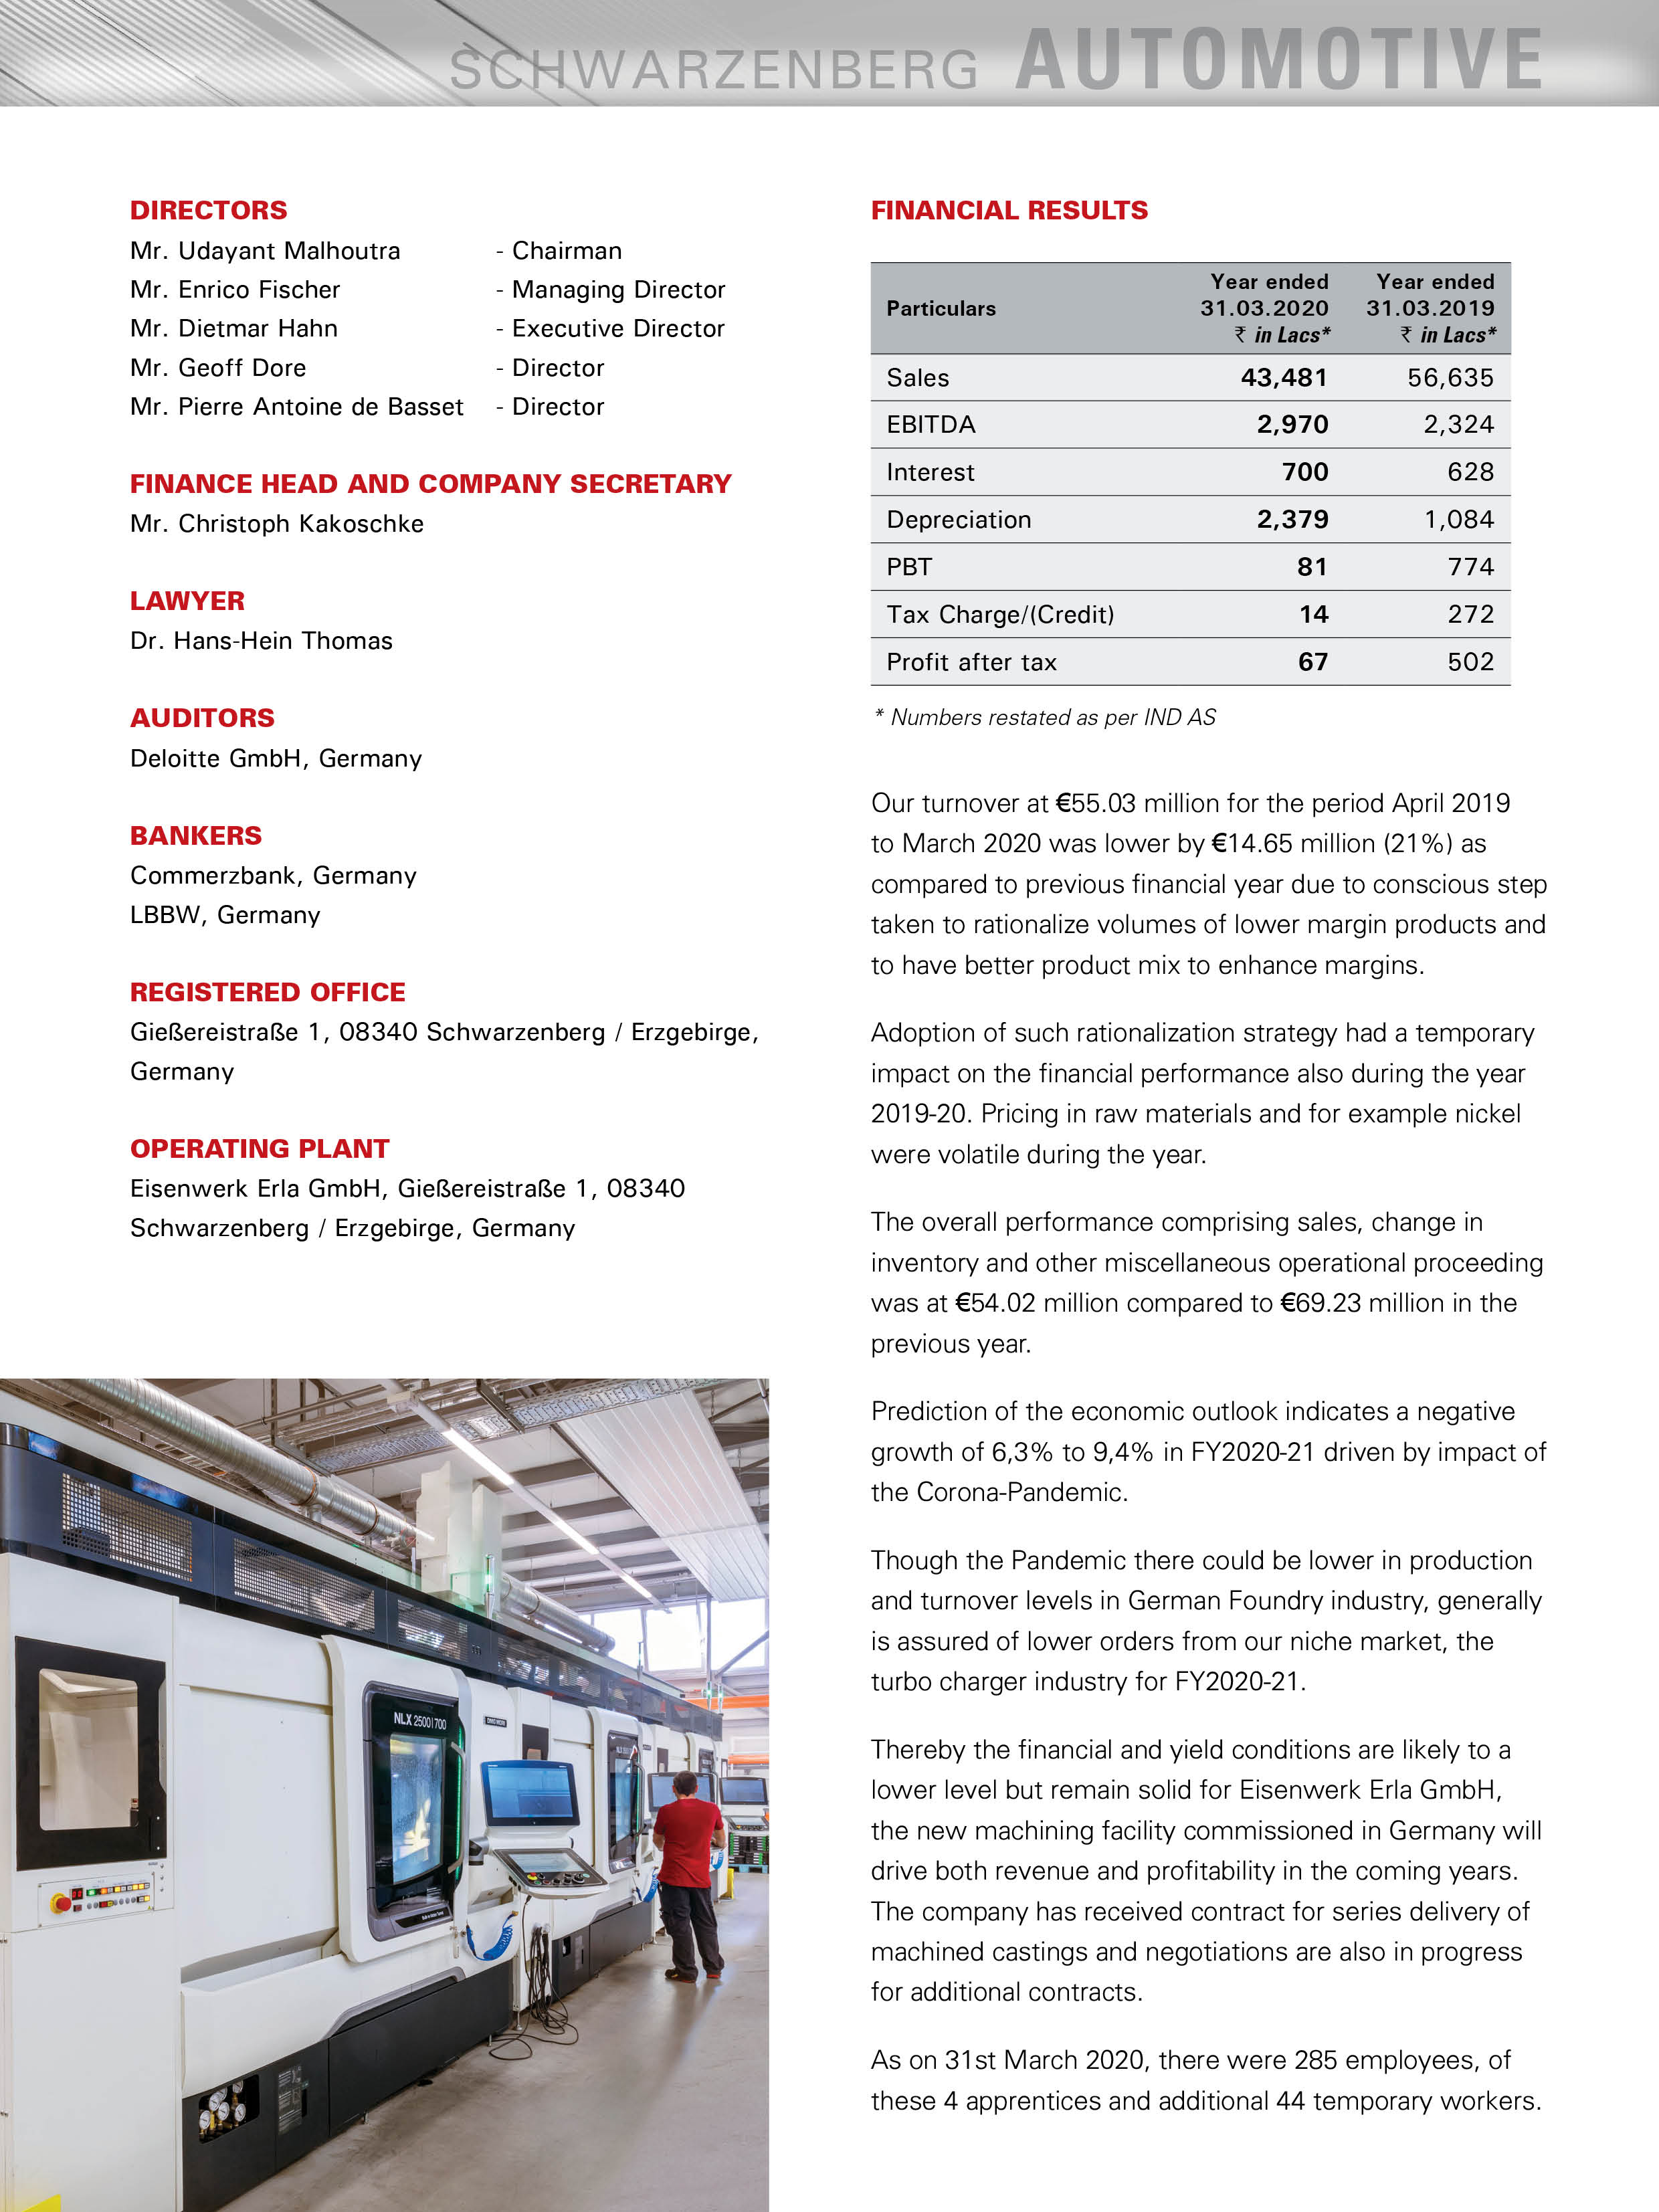 SCHWARZENBERG AUTOMOTIVE
DIRECTORS
Mr. Udayant Malhoutra - Chairman
Mr. Enrico Fischer - Managing Director
Mr. Dietmar Hahn - Executive Director
Mr. Geoff Dore - Director
Mr. Pierre Antoine de Basset - Director
FINANCE HEAD AND COMPANY SECRETARY
Mr. Christoph Kakoschke
LAWYER
Dr. Hans-Hein Thomas
AUDITORS
Deloitte GmbH, Germany
BANKERS
Commerzbank, Germany
LBBW, Germany
REGISTERED OFFICE
Gießereistraße 1, 08340 Schwarzenberg / Erzgebirge,
Germany
OPERATING PLANT
Eisenwerk Erla GmbH, Gießereistraße 1, 08340
Schwarzenberg / Erzgebirge, Germany
NLX 2500|700
FINANCIAL RESULTS
Particulars Year ended 31.03.2020 ₹ in Lacs* Year ended 31.03.2019 ₹ in Lacs*
Sales 43,481 56,635
EBITDA 2,970 2,324
Interest 700 628
Depreciation 2,379 1,084
PBT 81 774
Tax Charge/(Credit) 14 272
Profit after tax 67 502
* Numbers restated as per IND AS
Our turnover at €55.03 million for the period April 2019
to March 2020 was lower by €14.65 million (21%) as
compared to previous financial year due to conscious step
taken to rationalize volumes of lower margin products and
to have better product mix to enhance margins.
Adoption of such rationalization strategy had a temporary
impact on the financial performance also during the year
2019-20. Pricing in raw materials and for example nickel
were volatile during the year.
The overall performance comprising sales, change in
inventory and other miscellaneous operational proceeding
was at €54.02 million compared to €69.23 million in the
previous year.
Prediction of the economic outlook indicates a negative
growth of 6,3% to 9,4% in FY2020-21 driven by impact of
the Corona-Pandemic.
Though the Pandemic there could be lower in production
and turnover levels in German Foundry industry, generally
is assured of lower orders from our niche market, the
turbo charger industry for FY2020-21.
Thereby the financial and yield conditions are likely to a
lower level but remain solid for Eisenwerk Erla GmbH,
the new machining facility commissioned in Germany will
drive both revenue and profitability in the coming years.
The company has received contract for series delivery of
machined castings and negotiations are also in progress
for additional contracts.
As on 31st March 2020, there were 285 employees, of
these 4 apprentices and additional 44 temporary workers.